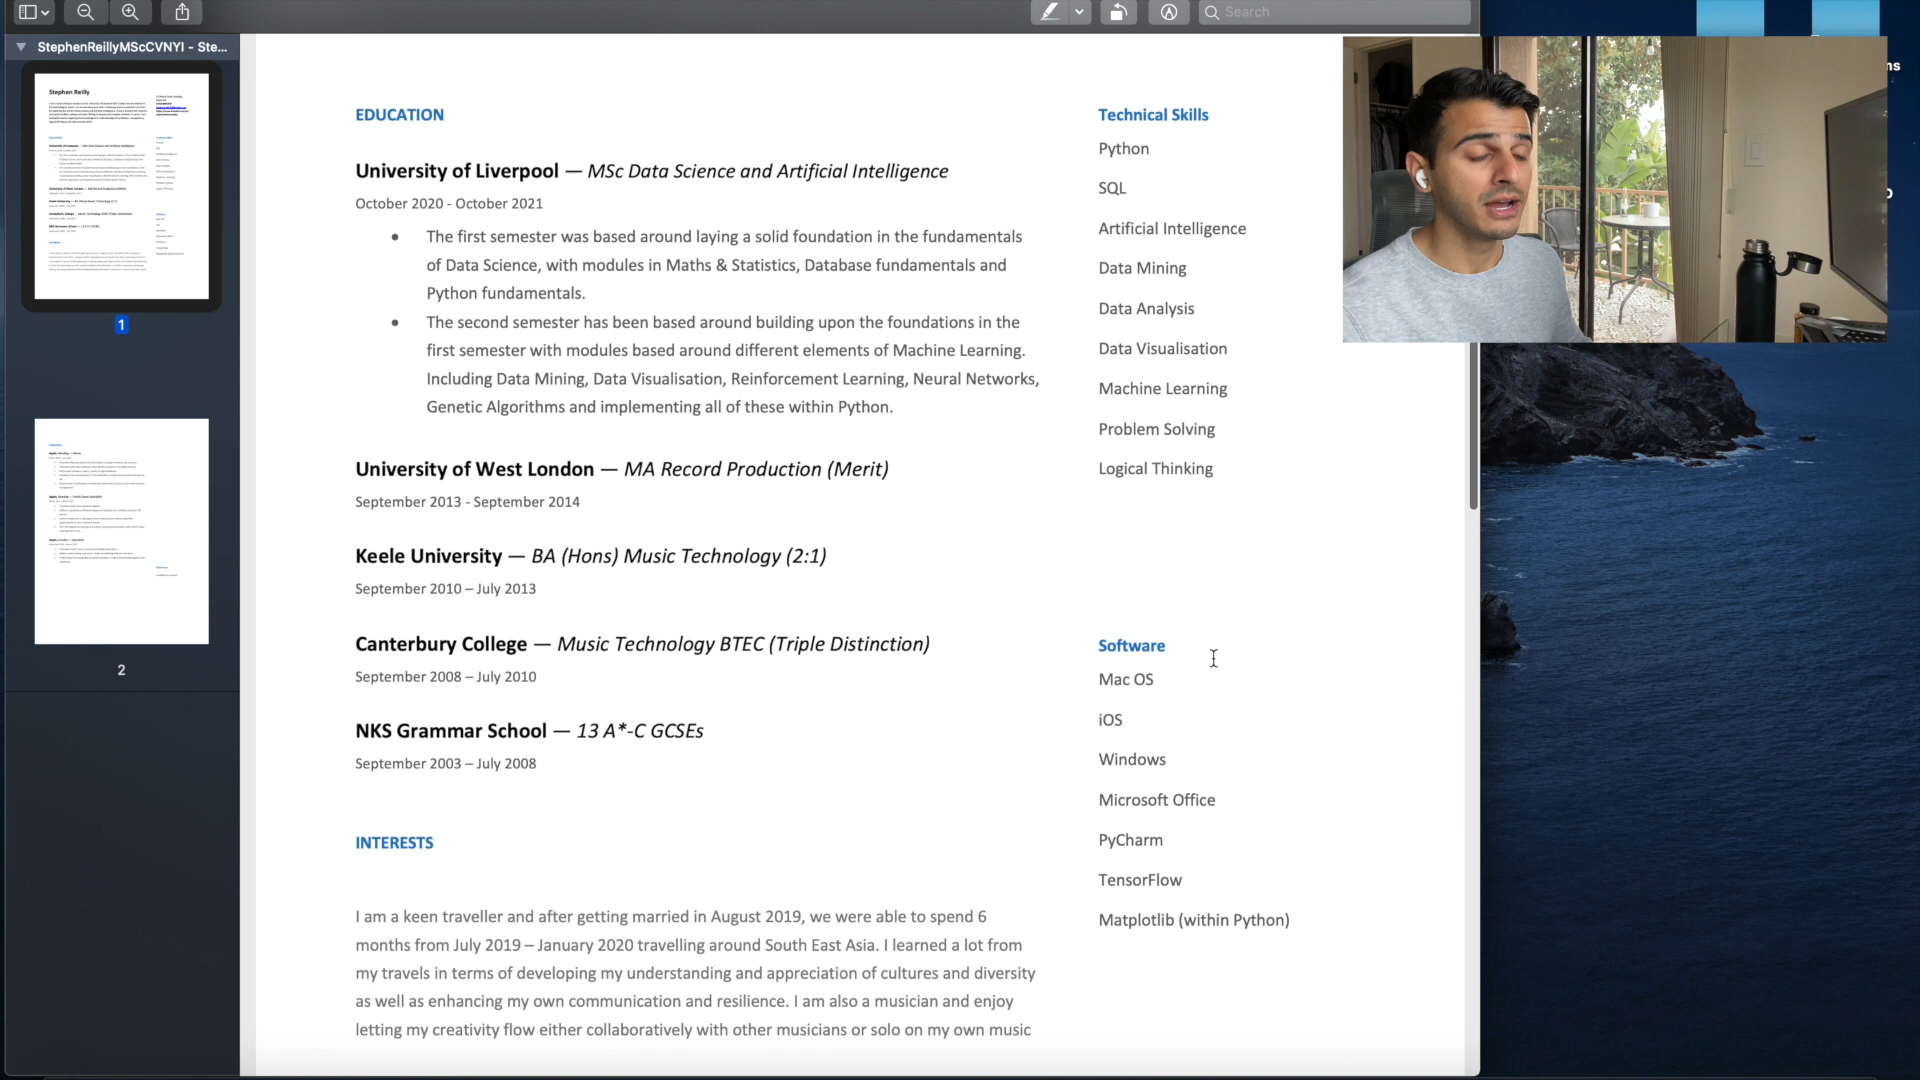 Search
StephenReillyMScCVNYI - Ste...
Stephen Reilly
1
2
EDUCATION
University of Liverpool — MSc Data Science and Artificial Intelligence
October 2020 - October 2021
• The first semester was based around laying a solid foundation in the fundamentals
of Data Science, with modules in Maths & Statistics, Database fundamentals and
Python fundamentals.
• The second semester has been based around building upon the foundations in the
first semester with modules based around different elements of Machine Learning.
Including Data Mining, Data Visualisation, Reinforcement Learning, Neural Networks,
Genetic Algorithms and implementing all of these within Python.
University of West London — MA Record Production (Merit)
September 2013 - September 2014
Keele University — BA (Hons) Music Technology (2:1)
September 2010 – July 2013
Canterbury College — Music Technology BTEC (Triple Distinction)
September 2008 – July 2010
NKS Grammar School — 13 A*-C GCSEs
September 2003 – July 2008
INTERESTS
I am a keen traveller and after getting married in August 2019, we were able to spend 6
months from July 2019 – January 2020 travelling around South East Asia. I learned a lot from
my travels in terms of developing my understanding and appreciation of cultures and diversity
as well as enhancing my own communication and resilience. I am also a musician and enjoy
letting my creativity flow either collaboratively with other musicians or solo on my own music
Technical Skills
Python
SQL
Artificial Intelligence
Data Mining
Data Analysis
Data Visualisation
Machine Learning
Problem Solving
Logical Thinking
Software
Mac OS
iOS
Windows
Microsoft Office
PyCharm
TensorFlow
Matplotlib (within Python)